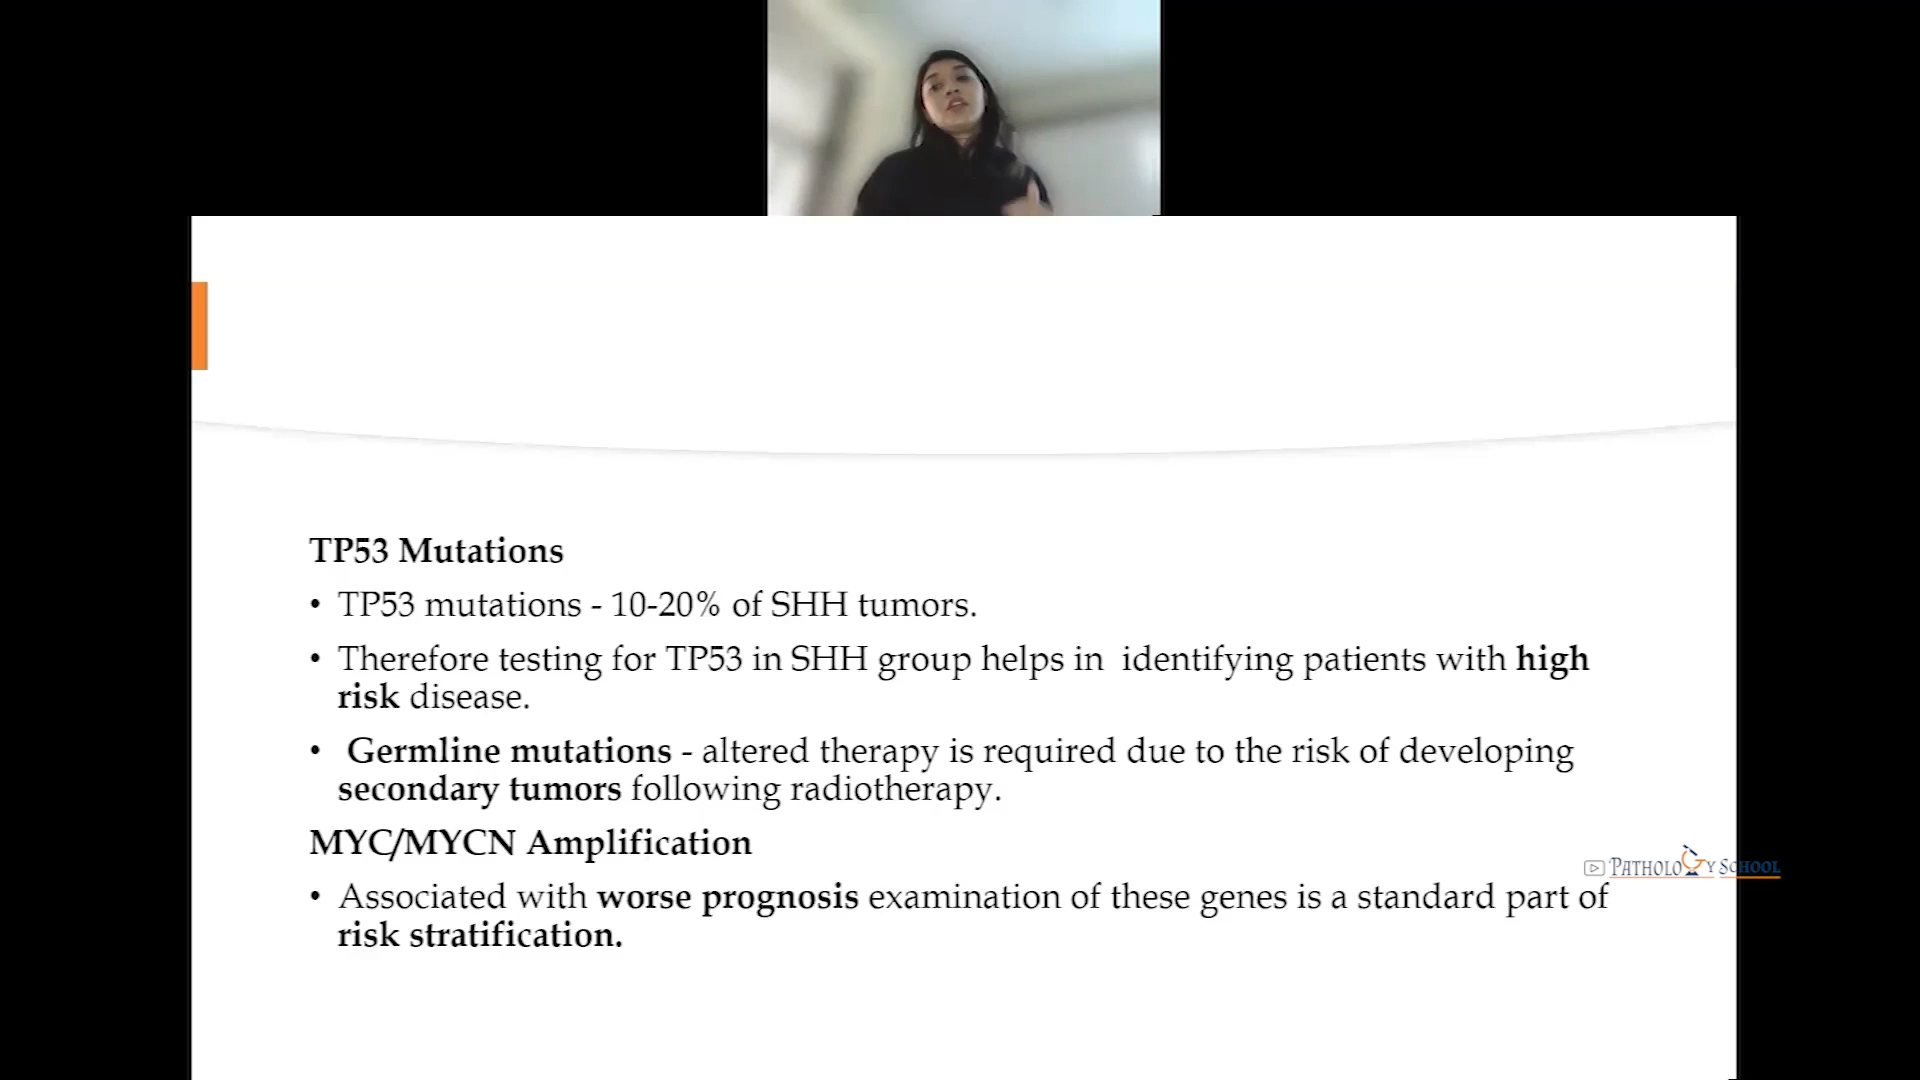 TP53 Mutations
• TP53 mutations - 10-20% of SHH tumors.
• Therefore testing for TP53 in SHH group helps in  identifying patients with high
risk disease.
•  Germline mutations - altered therapy is required due to the risk of developing
secondary tumors following radiotherapy.
MYC/MYCN Amplification
PATHOLOGY SCHOOL
• Associated with worse prognosis examination of these genes is a standard part of
risk stratification.